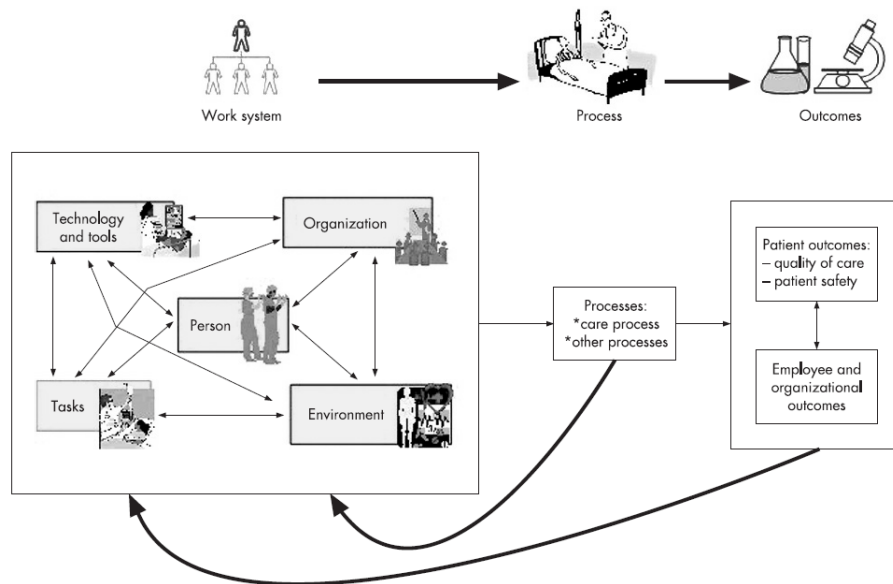 Work system
Process
Outcomes
Technology
and tools
Organization
Person
Tasks
Environment
Processes:
*care process
*other processes
Patient outcomes:
– quality of care
– patient safety
Employee and
organizational
outcomes